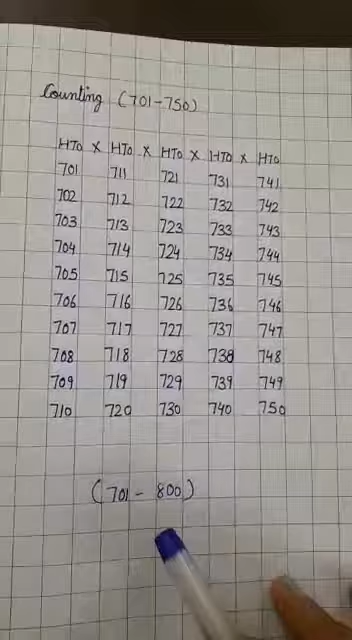 Counting (701-750)
HTO x HTO x HTO x HTO x HTO
701 711 721 731 741
702 712 722 732 742
703 713 723 733 743
704 714 724 734 744
705 715 725 735 745
706 716 726 736 746
707 717 727 737 747
708 718 728 738 748
709 719 729 739 749
710 720 730 740 750
(701 - 800)